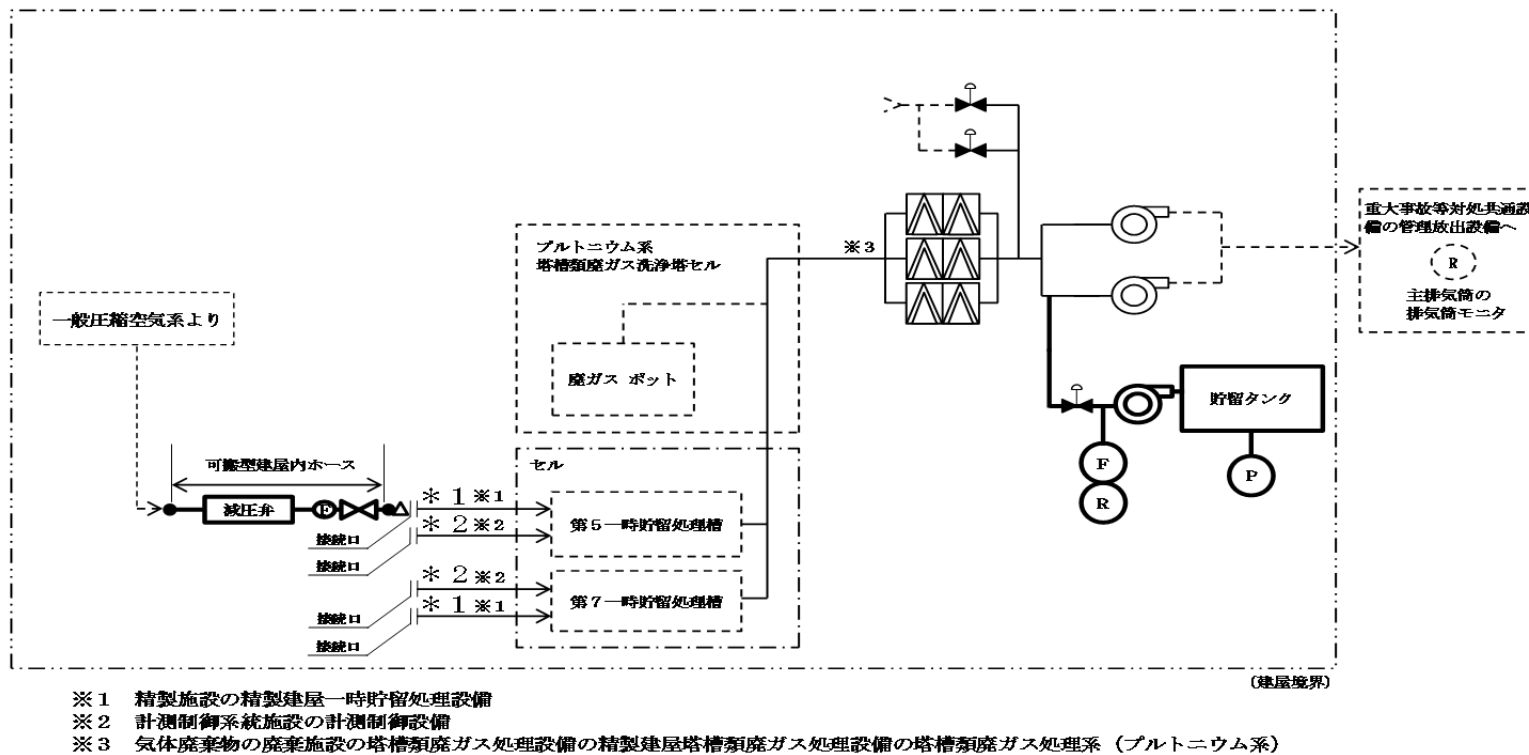 重大事故等対処共通設
備の管理放出設備へ
R
主排気筒の
排気筒モニタ
プルトニウム系
塔槽類廃ガス洗浄塔セル
※3
一般圧縮空気系より
廃ガス ポット
貯留タンク
F
R
P
可搬型建屋内ホース
セル
減圧弁
F
＊1※1
第5一時貯留処理槽
＊2※2
接続口
接続口
＊2※2
第7一時貯留処理槽
＊1※1
接続口
接続口
(建屋境界)
※1 精製施設の精製建屋一時貯留処理設備
※2 計測制御系統施設の計測制御設備
※3 気体廃棄物の廃棄施設の塔槽類廃ガス処理設備の精製建屋塔槽類廃ガス処理設備の塔槽類廃ガス処理系（プルトニウム系）